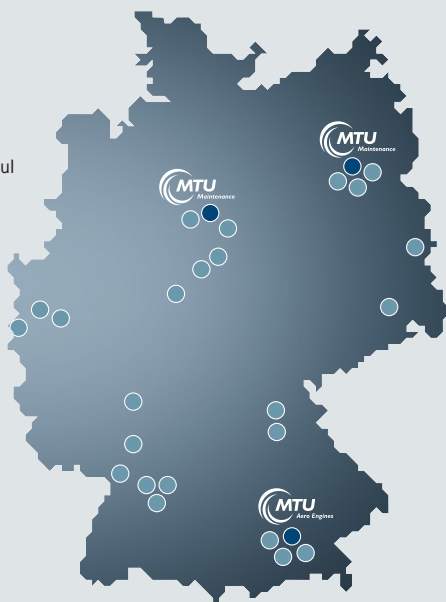 MTU
Maintenance
ul
MTU
Maintenance
MTU
Aero Engines